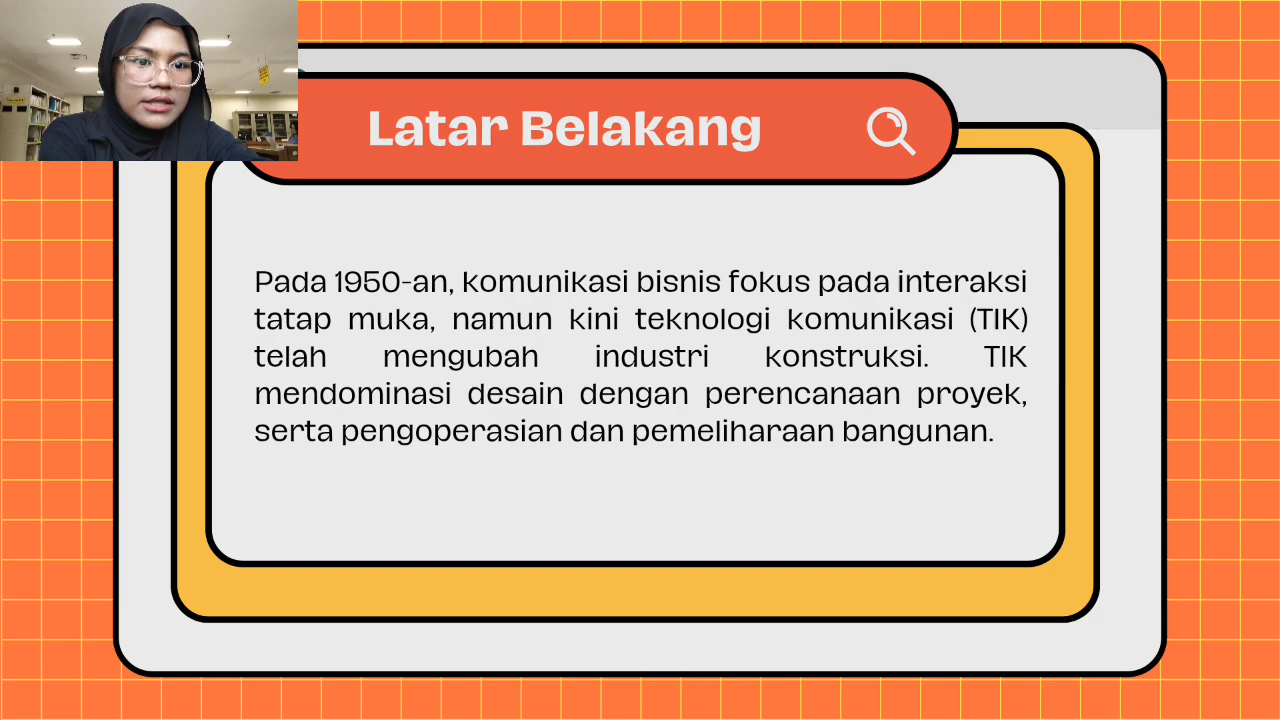 Latar Belakang
Pada 1950-an, komunikasi bisnis fokus pada interaksi
tatap muka, namun kini teknologi komunikasi (TIK)
telah mengubah industri konstruksi. TIK
mendominasi desain dengan perencanaan proyek,
serta pengoperasian dan pemeliharaan bangunan.